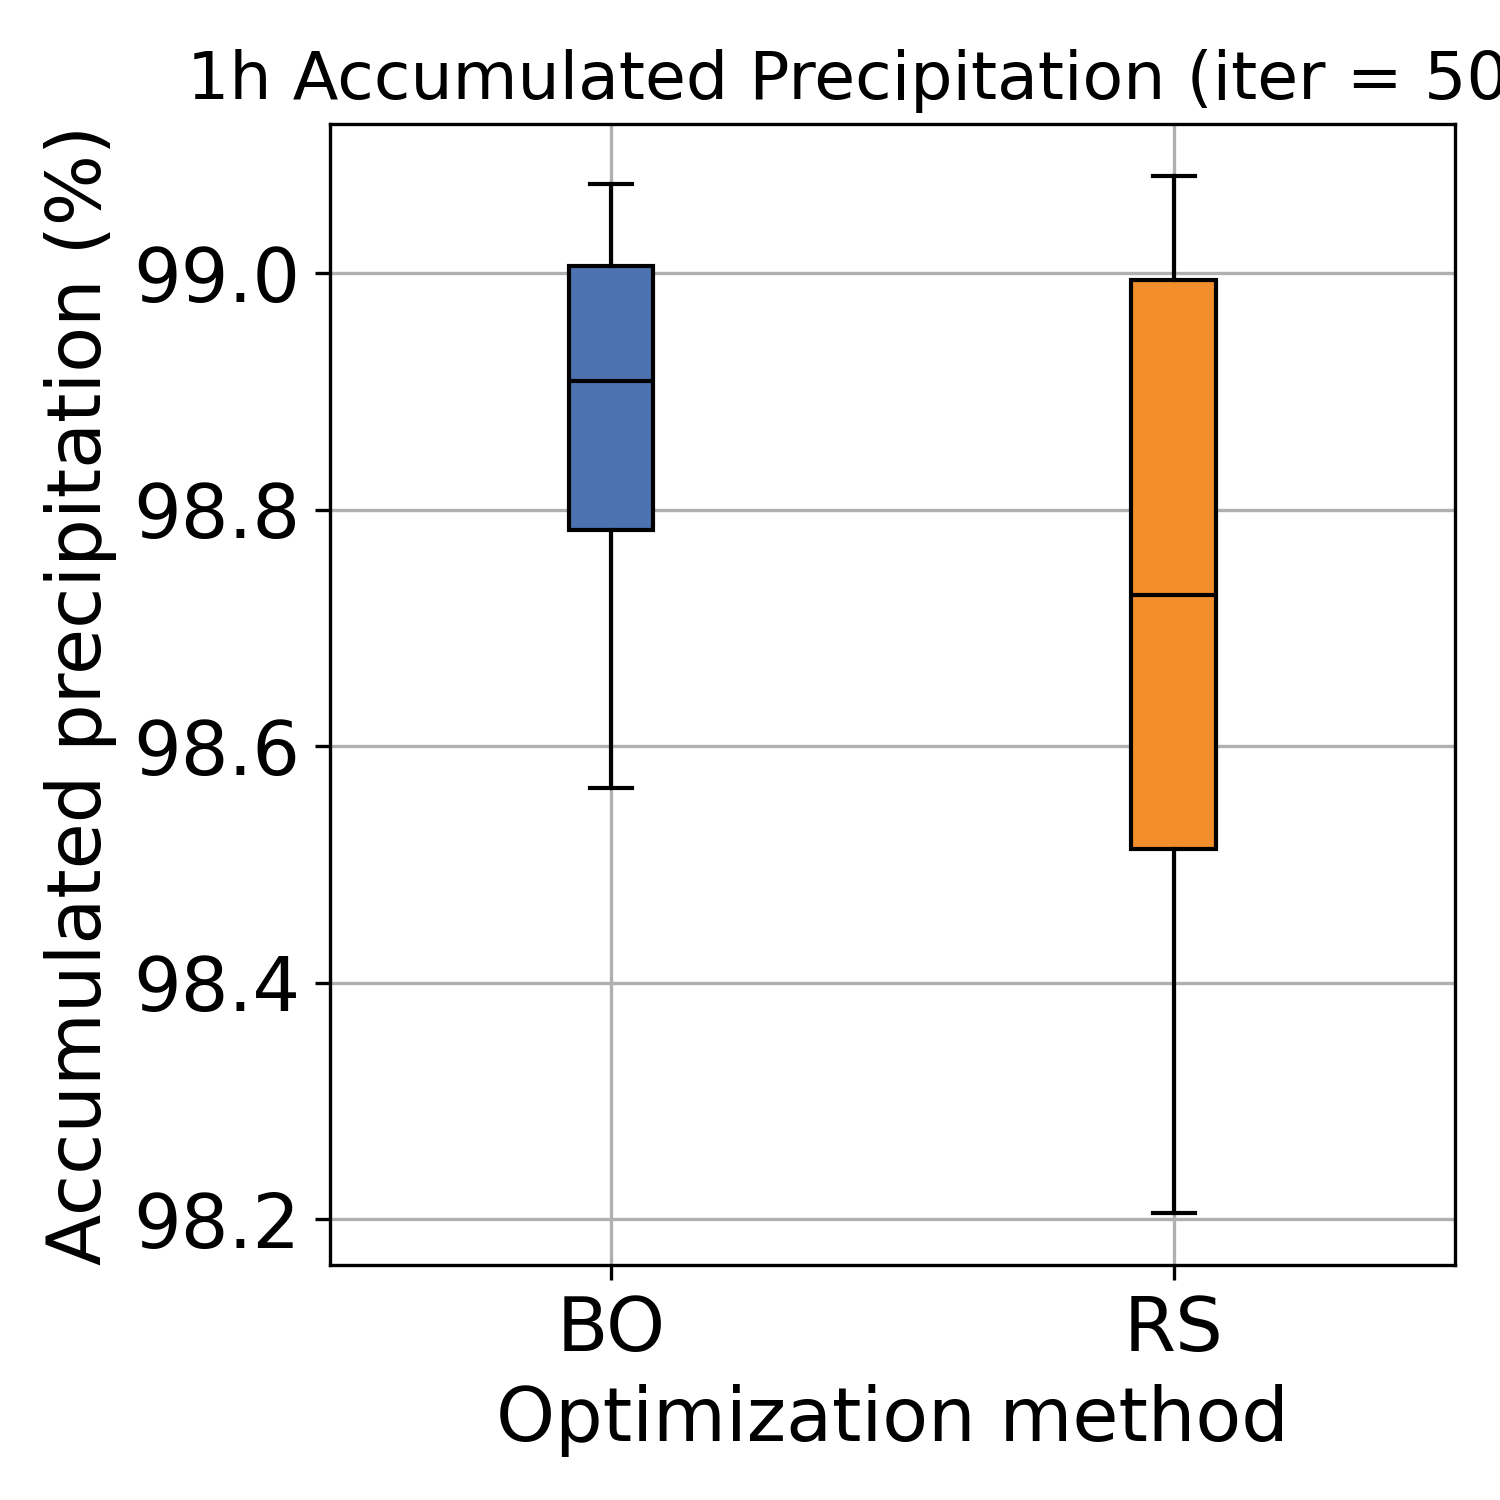 1h Accumulated Precipitation (iter = 50
Accumulated precipitation (%)
99.0
98.8
98.6
98.4
98.2
BO RS
Optimization method